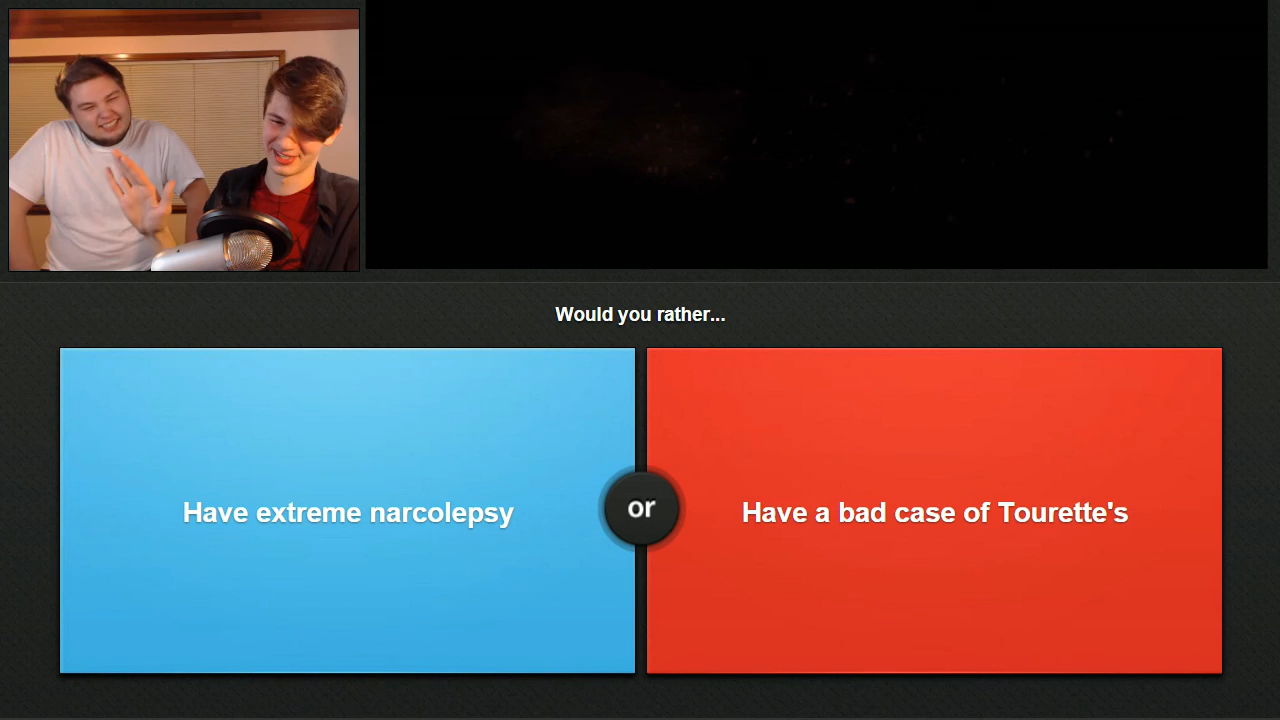 Would you rather...
Have extreme narcolepsy
or
Have a bad case of Tourette's